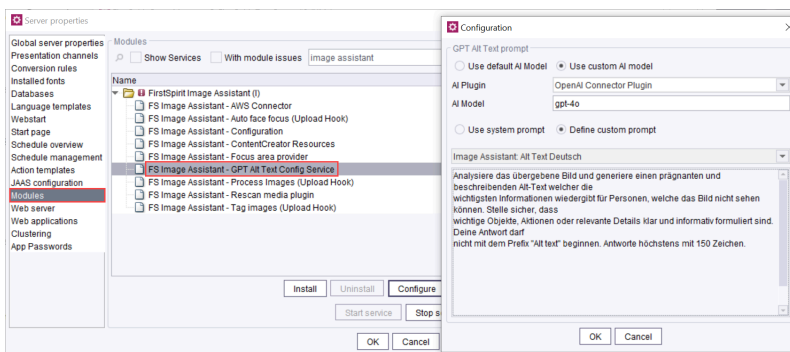 Server properties
Global server properties
Presentation channels
Conversion rules
Installed fonts
Databases
Language templates
Webstart
Start page
Schedule overview
Schedule management
Action templates
JAAS configuration
Modules
Web server
Web applications
Clustering
App Passwords
Modules
Show Services
With module issues
image assistant
Name
FirstSpirit Image Assistant (I)
FS Image Assistant - AWS Connector
FS Image Assistant - Auto face focus (Upload Hook)
FS Image Assistant - Configuration
FS Image Assistant - ContentCreator Resources
FS Image Assistant - Focus area provider
FS Image Assistant - GPT Alt Text Config Service
FS Image Assistant - Process Images (Upload Hook)
FS Image Assistant - Rescan media plugin
FS Image Assistant - Tag images (Upload Hook)
Install
Uninstall
Configure
Start service
Stop s
OK
Cancel
Configuration
GPT Alt Text prompt
Use default AI Model
Use custom AI model
AI Plugin
OpenAI Connector Plugin
AI Model
gpt-4o
Use system prompt
Define custom prompt
Image Assistant: Alt Text Deutsch
Analysiere das übergebene Bild und generiere einen prägnanten und
beschreibenden Alt-Text welcher die
wichtigsten Informationen wiedergibt für Personen, welche das Bild nicht sehen
können. Stelle sicher, dass
wichtige Objekte, Aktionen oder relevante Details klar und informativ formuliert sind.
Deine Antwort darf
nicht mit dem Prefix "Alt text" beginnen. Antworte höchstens mit 150 Zeichen.
OK
Cancel